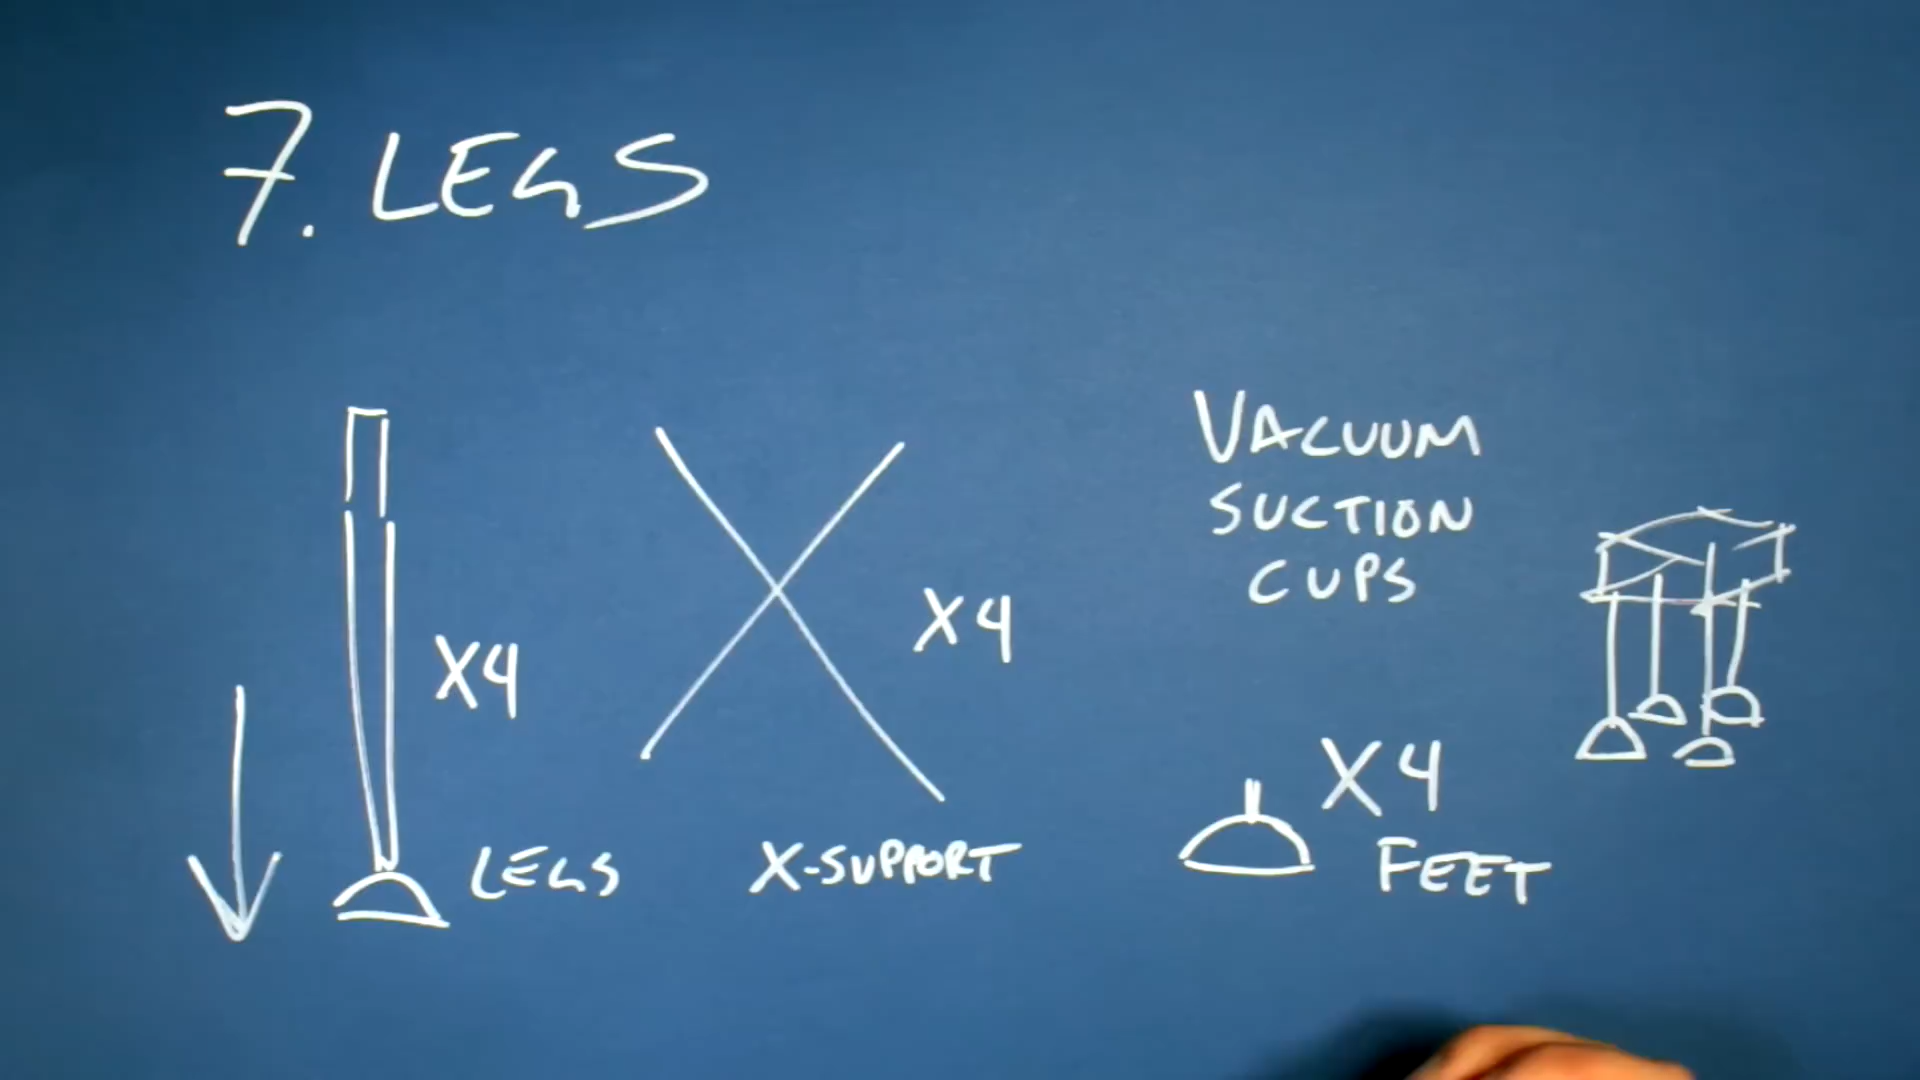 7. LEGS
X4
LEGS
X4
X-SUPPORT
VACUUM
SUCTION
CUPS
X4
FEET